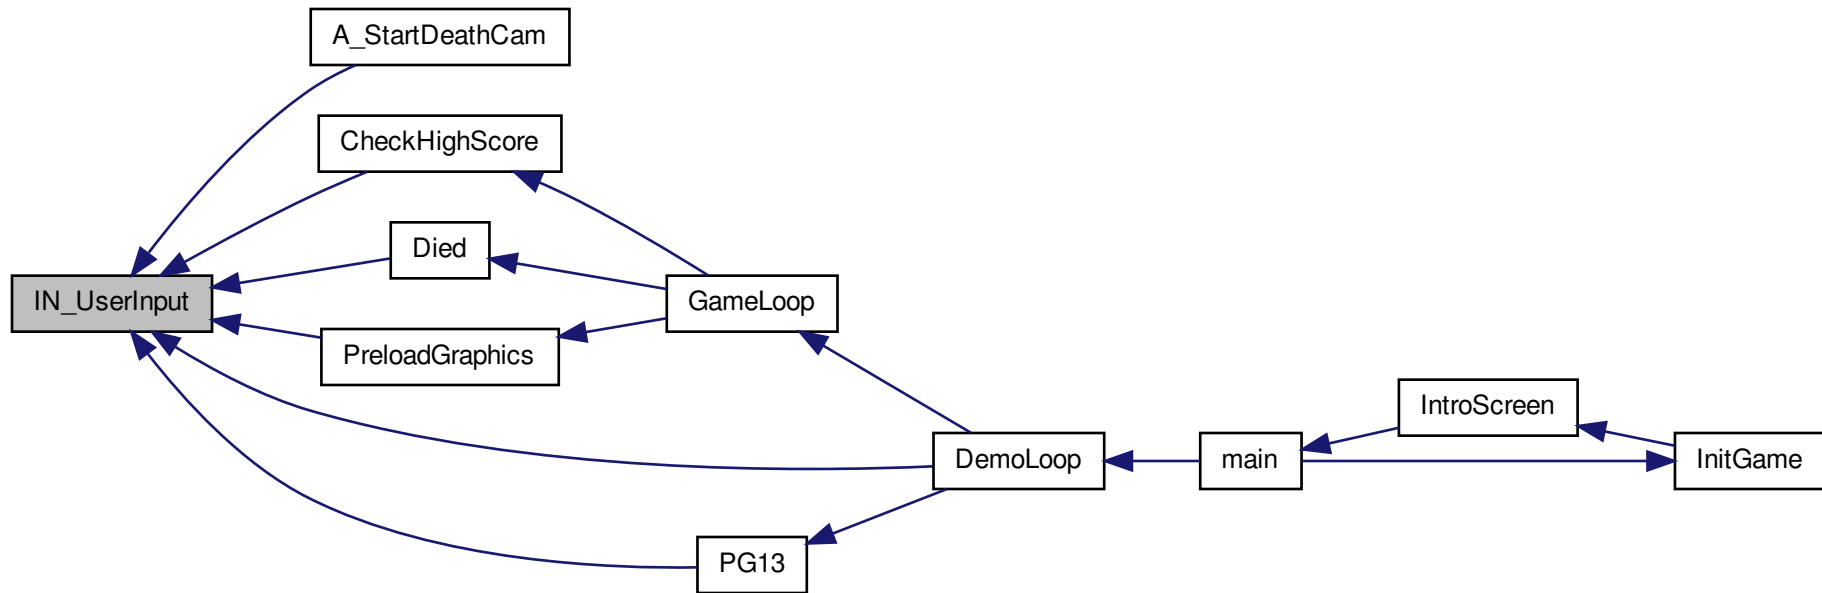 A_StartDeathCam
CheckHighScore
Died
IN_UserInput
GameLoop
PreloadGraphics
IntroScreen
DemoLoop
main
InitGame
PG13